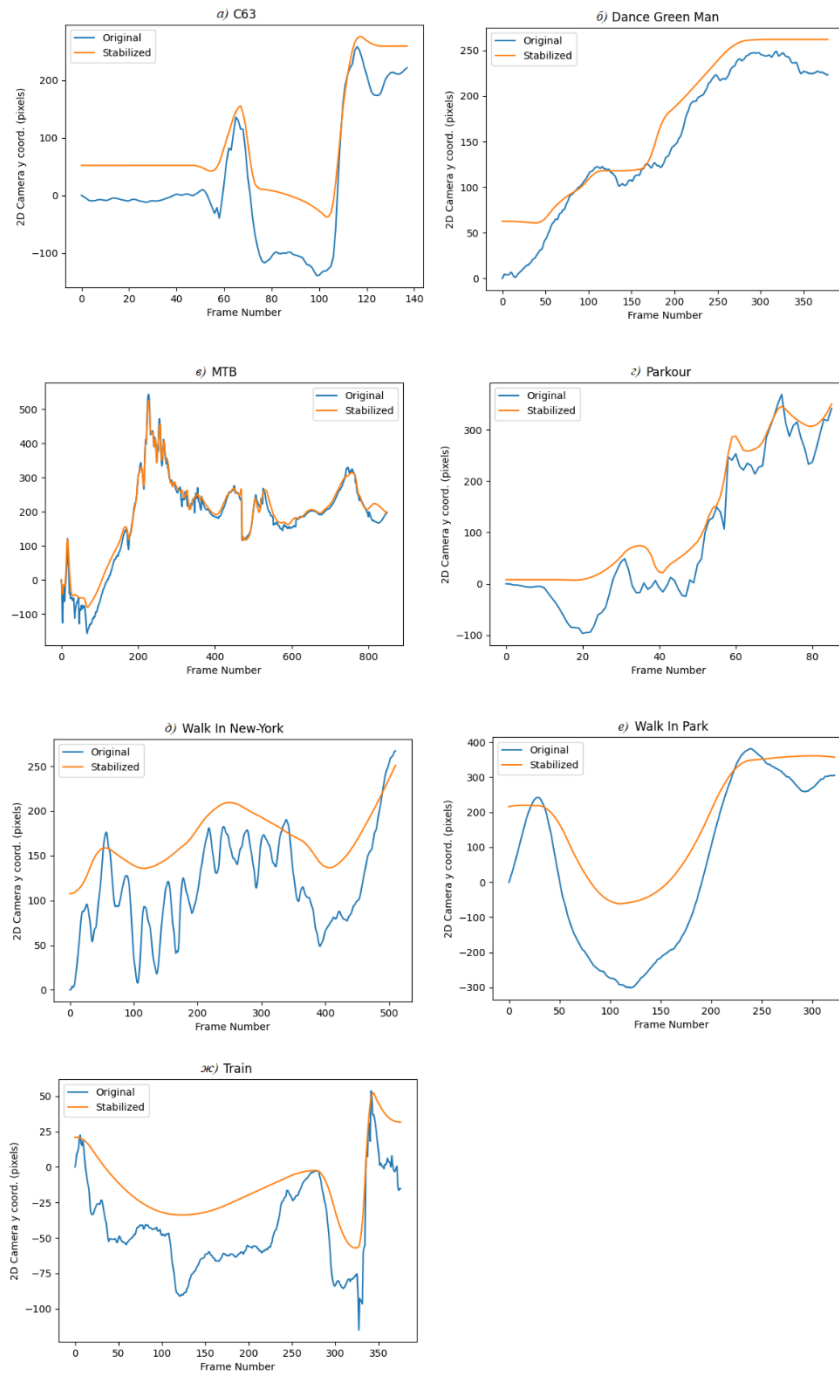 а) C63
Original
Stabilized
2D Camera y coord. (pixels)
200
100
0
−100
0 20 40 60 80 100 120 140
Frame Number
б) Dance Green Man
Original
Stabilized
2D Camera y coord. (pixels)
250
200
150
100
50
0
0 50 100 150 200 250 300 350
Frame Number
в) MTB
Original
Stabilized
2D Camera y coord. (pixels)
500
400
300
200
100
0
−100
0 200 400 600 800
Frame Number
г) Parkour
Original
Stabilized
2D Camera y coord. (pixels)
300
200
100
0
−100
0 20 40 60 80
Frame Number
д) Walk In New-York
Original
Stabilized
2D Camera y coord. (pixels)
250
200
150
100
50
0
0 100 200 300 400 500
Frame Number
е) Walk In Park
Original
Stabilized
2D Camera y coord. (pixels)
400
300
200
100
0
−100
−200
−300
0 50 100 150 200 250 300
Frame Number
ж) Train
Original
Stabilized
2D Camera y coord. (pixels)
50
25
0
−25
−50
−75
−100
0 50 100 150 200 250 300 350
Frame Number